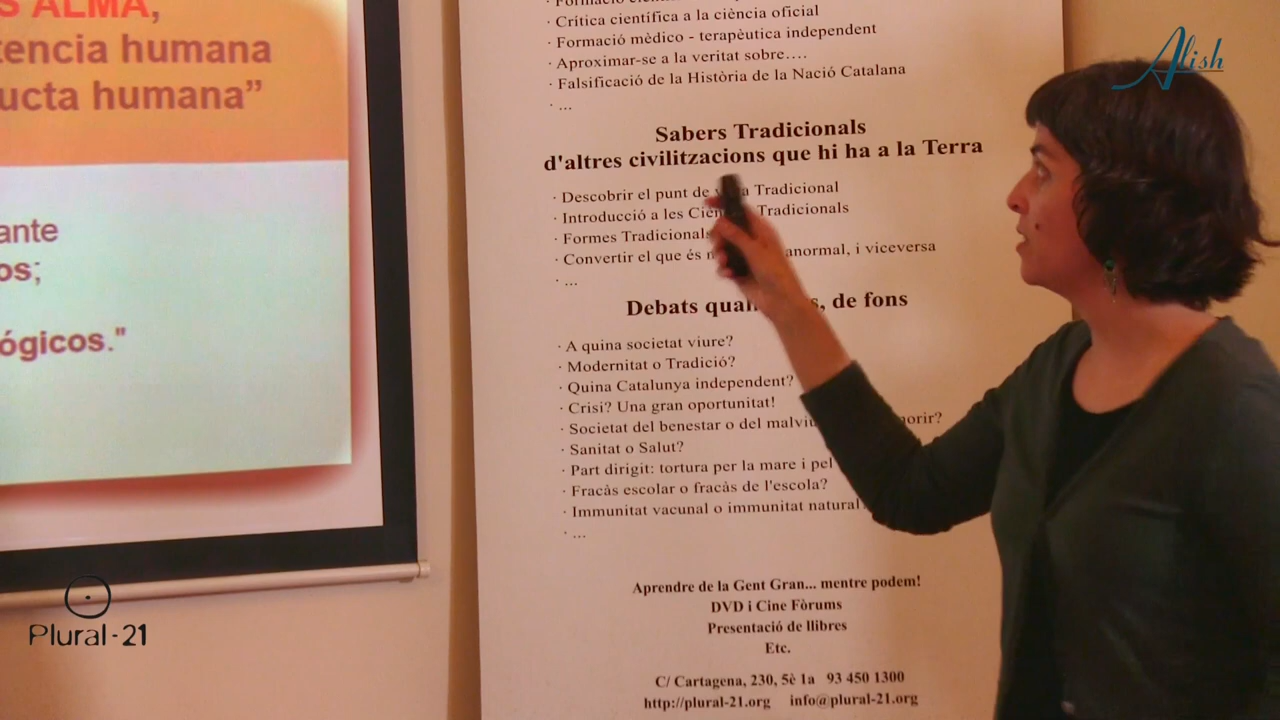 S ALMA,
tencia humana
ucta humana”
ante
os;
ógicos."
Plural-21
· Crítica científica a la ciència oficial
· Formació mèdico - terapèutica independent
· Aproximar-se a la veritat sobre....
· Falsificació de la Història de la Nació Catalana
· ...
Sabers Tradicionals
d'altres civilitzacions que hi ha a la Terra
· Descobrir el punt de Tradicional
· Introducció a les Tradicionals
· Formes Tradicionals
· Convertir el que és anormal, i viceversa
· ...
Debats , de fons
· A quina societat viure?
· Modernitat o Tradició?
· Quina Catalunya independent?
· Crisi? Una gran oportunitat!
· Societat del benestar o del morir?
· Sanitat o Salut?
· Part dirigit: tortura per la mare i pel
· Fracàs escolar o fracàs de l'escola?
· Immunitat vacunal o immunitat natural
· ...
Aprendre de la Gent Gran... mentre podem!
DVD i Cine Fòrums
Presentació de llibres
Etc.
C/ Cartagena, 230, 5è 1a 93 450 1300
http://plural-21.org info@plural-21.org
Alish